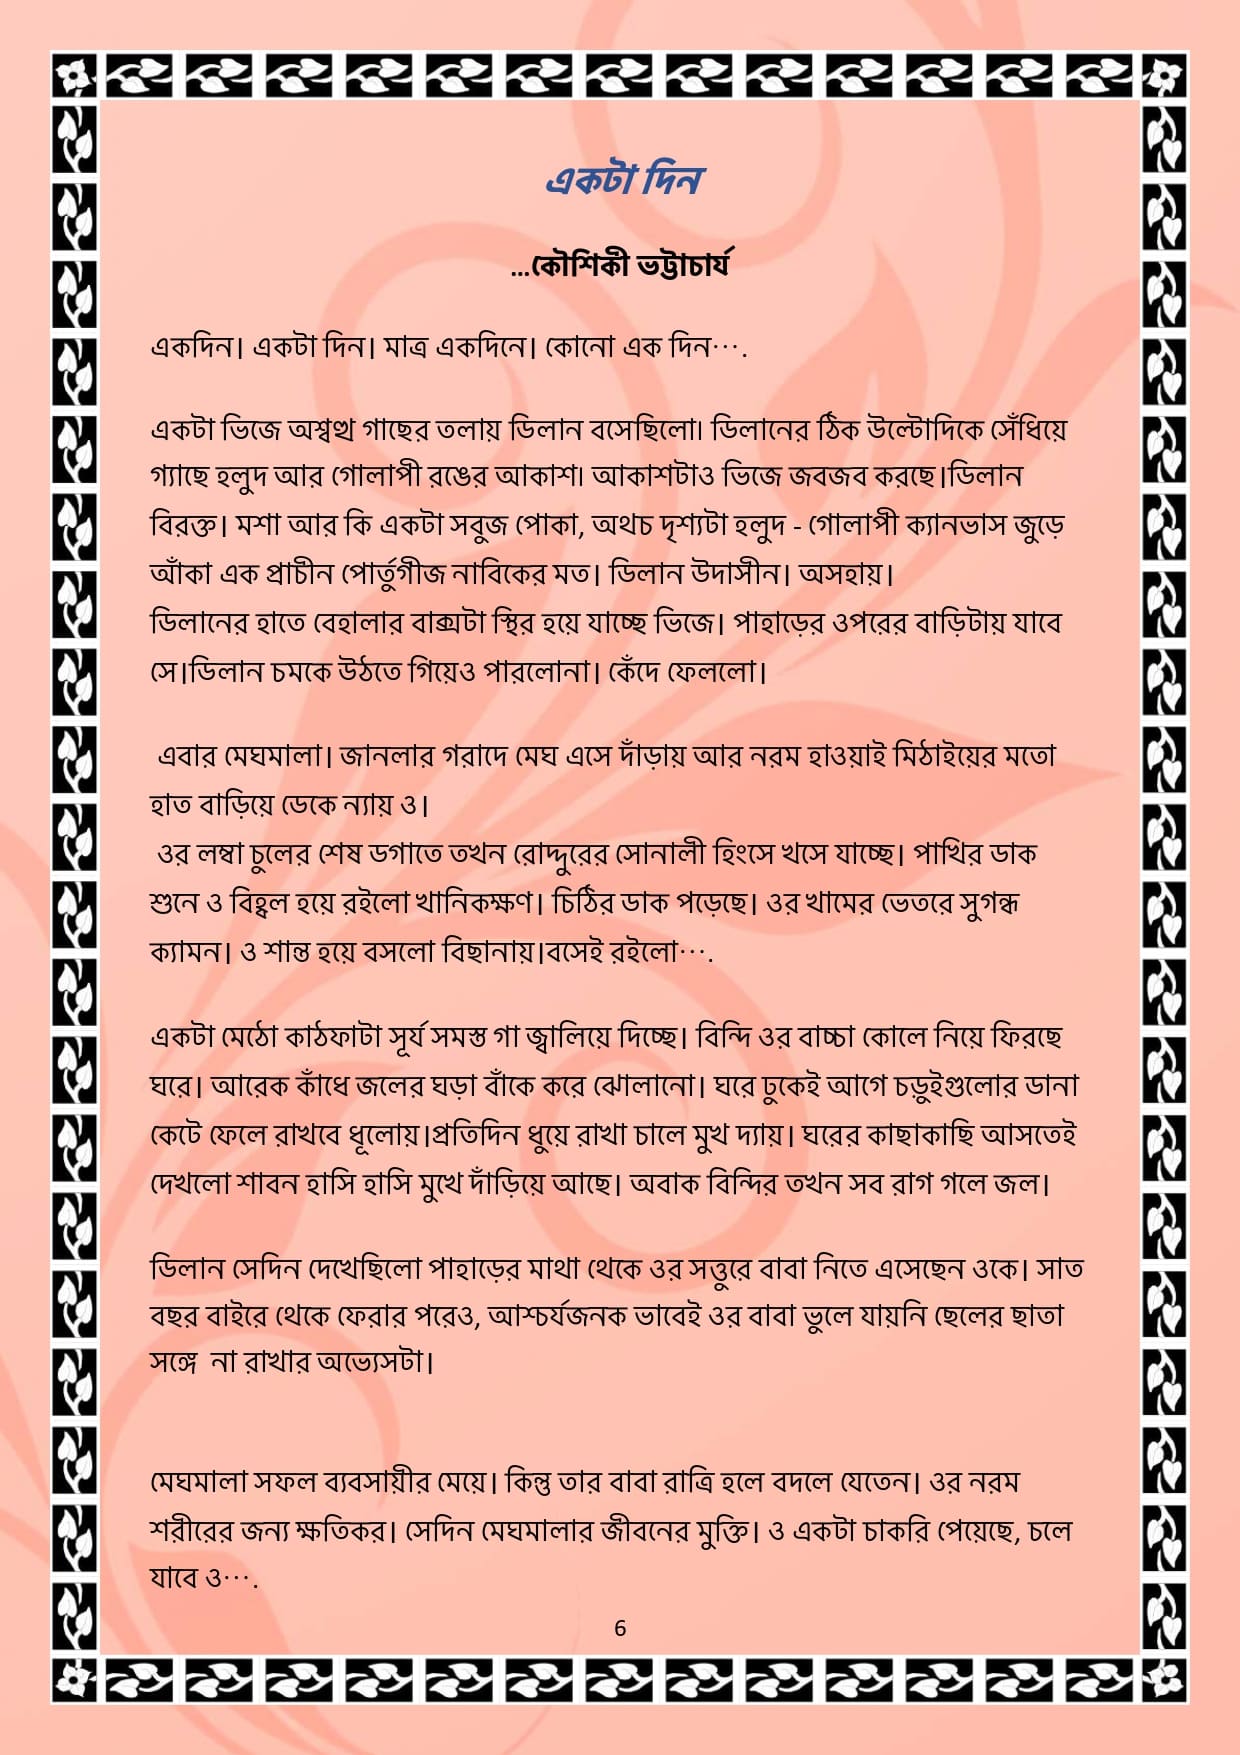 একটা দিন
...কৌশিকী ভট্টাচার্য
একদিন। একটা দিন। মাত্র একদিনে। কোনো এক দিন···.
একটা ভিজে অশ্বত্থ গাছের তলায় ডিলান বসেছিলো। ডিলানের ঠিক উল্টোদিকে সেঁধিয়ে
গ্যাছে হলুদ আর গোলাপী রঙের আকাশ। আকাশটাও ভিজে জবজব করছে।ডিলান
বিরক্ত। মশা আর কি একটা সবুজ পোকা, অথচ দৃশ্যটা হলুদ - গোলাপী ক্যানভাস জুড়ে
আঁকা এক প্রাচীন পোর্তুগীজ নাবিকের মত। ডিলান উদাসীন। অসহায়।
ডিলানের হাতে বেহালার বাক্সটা স্থির হয়ে যাচ্ছে ভিজে। পাহাড়ের ওপরের বাড়িটায় যাবে
সে।ডিলান চমকে উঠতে গিয়েও পারলোনা। কেঁদে ফেললো।
এবার মেঘমালা। জানলার গরাদে মেঘ এসে দাঁড়ায় আর নরম হাওয়াই মিঠাইয়ের মতো
হাত বাড়িয়ে ডেকে ন্যায় ও।
ওর লম্বা চুলের শেষ ডগাতে তখন রোদ্দুরের সোনালী হিংসে খসে যাচ্ছে। পাখির ডাক
শুনে ও বিহ্বল হয়ে রইলো খানিকক্ষণ। চিঠির ডাক পড়েছে। ওর খামের ভেতরে সুগন্ধ
ক্যামন। ও শান্ত হয়ে বসলো বিছানায়।বসেই রইলো···.
একটা মেঠো কাঠফাটা সূর্য সমস্ত গা জ্বালিয়ে দিচ্ছে। বিন্দি ওর বাচ্চা কোলে নিয়ে ফিরছে
ঘরে। আরেক কাঁধে জলের ঘড়া বাঁকে করে ঝোলানো। ঘরে ঢুকেই আগে চড়ুইগুলোর ডানা
কেটে ফেলে রাখবে ধূলোয়।প্রতিদিন ধুয়ে রাখা চালে মুখ দ্যায়। ঘরের কাছাকাছি আসতেই
দেখলো শাবন হাসি হাসি মুখে দাঁড়িয়ে আছে। অবাক বিন্দির তখন সব রাগ গলে জল।
ডিলান সেদিন দেখেছিলো পাহাড়ের মাথা থেকে ওর সত্তুরে বাবা নিতে এসেছেন ওকে। সাত
বছর বাইরে থেকে ফেরার পরেও, আশ্চর্যজনক ভাবেই ওর বাবা ভুলে যায়নি ছেলের ছাতা
সঙ্গে  না রাখার অভ্যেসটা।
মেঘমালা সফল ব্যবসায়ীর মেয়ে। কিন্তু তার বাবা রাত্রি হলে বদলে যেতেন। ওর নরম
শরীরের জন্য ক্ষতিকর। সেদিন মেঘমালার জীবনের মুক্তি। ও একটা চাকরি পেয়েছে, চলে
যাবে ও···.
6